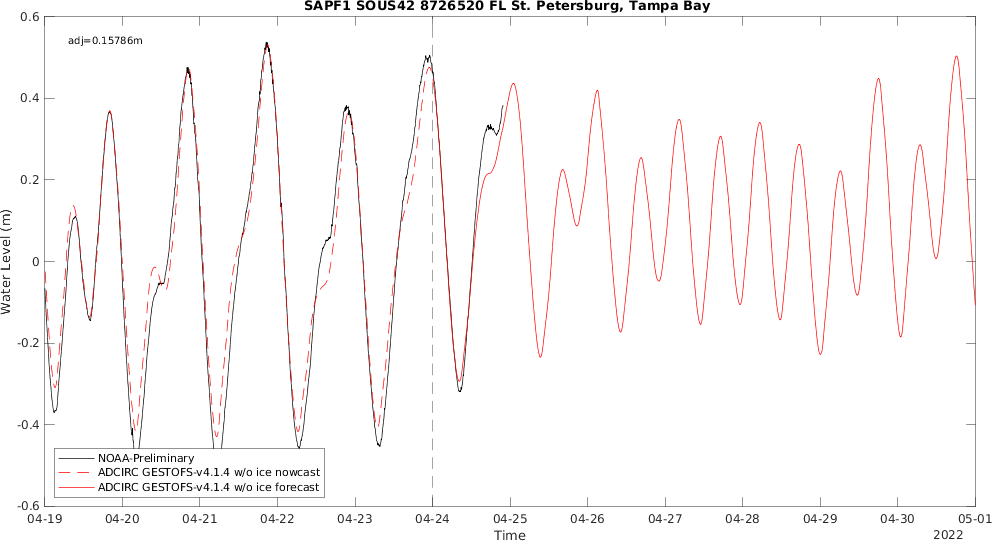 SAPF1 SOUS42 8726520 FL St. Petersburg, Tampa Bay
adj=0.15786m
0.6
0.4
0.2
0
-0.2
-0.4
-0.6
Water Level (m)
NOAA-Preliminary
ADCIRC GESTOFS-v4.1.4 w/o ice nowcast
ADCIRC GESTOFS-v4.1.4 w/o ice forecast
04-19 04-20 04-21 04-22 04-23 04-24 04-25 04-26 04-27 04-28 04-29 04-30 05-01
Time
2022